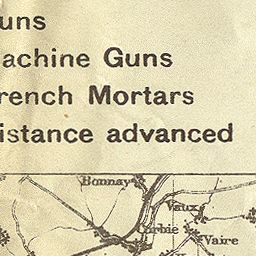 uns
achine Guns
rench Mortars
istance advanced
Bonnay
Vaux
Corbie
Vaire